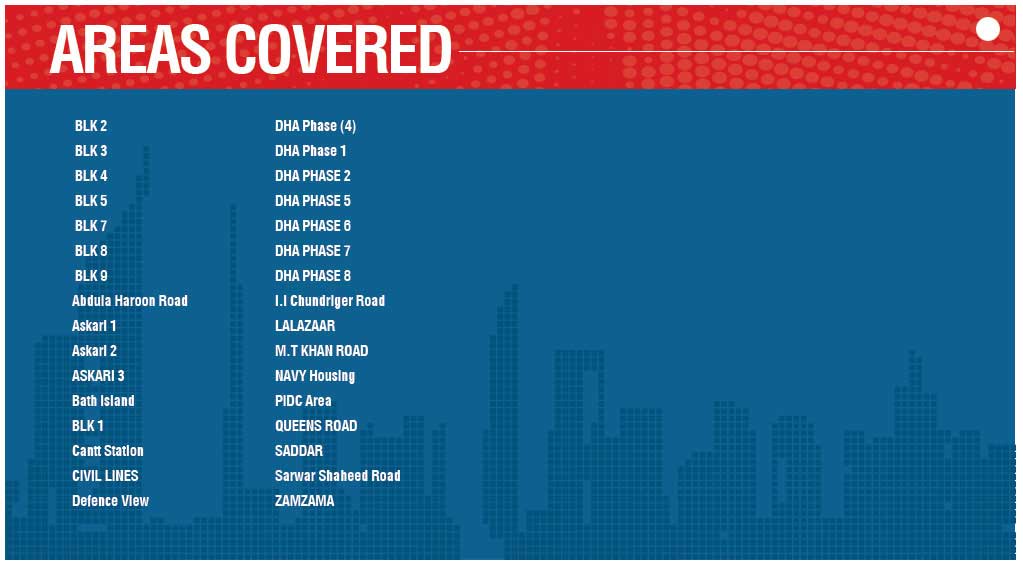 AREAS COVERED
BLK 2
BLK 3
BLK 4
BLK 5
BLK 7
BLK 8
BLK 9
Abdula Haroon Road
Askari 1
Askari 2
ASKARI 3
Bath Island
BLK 1
Cantt Station
CIVIL LINES
Defence View
DHA Phase (4)
DHA Phase 1
DHA PHASE 2
DHA PHASE 5
DHA PHASE 6
DHA PHASE 7
DHA PHASE 8
I.I Chundriger Road
LALAZAAR
M.T KHAN ROAD
NAVY Housing
PIDC Area
QUEENS ROAD
SADDAR
Sarwar Shaheed Road
ZAMZAMA